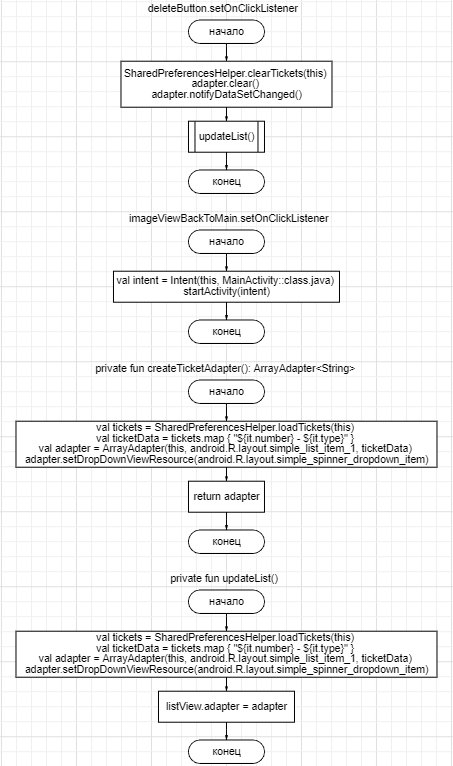 deleteButton.setOnClickListener
начало
SharedPreferencesHelper.clearTickets(this)
adapter.clear()
adapter.notifyDataSetChanged()
updateList()
конец
imageViewBackToMain.setOnClickListener
начало
val intent = Intent(this, MainActivity::class.java)
startActivity(intent)
конец
private fun createTicketAdapter(): ArrayAdapter<String>
начало
val tickets = SharedPreferencesHelper.loadTickets(this)
val ticketData = tickets.map { "${it.number} - ${it.type}" }
val adapter = ArrayAdapter(this, android.R.layout.simple_list_item_1, ticketData)
adapter.setDropDownViewResource(android.R.layout.simple_spinner_dropdown_item)
return adapter
конец
private fun updateList()
начало
val tickets = SharedPreferencesHelper.loadTickets(this)
val ticketData = tickets.map { "${it.number} - ${it.type}" }
val adapter = ArrayAdapter(this, android.R.layout.simple_list_item_1, ticketData)
adapter.setDropDownViewResource(android.R.layout.simple_spinner_dropdown_item)
listView.adapter = adapter
конец